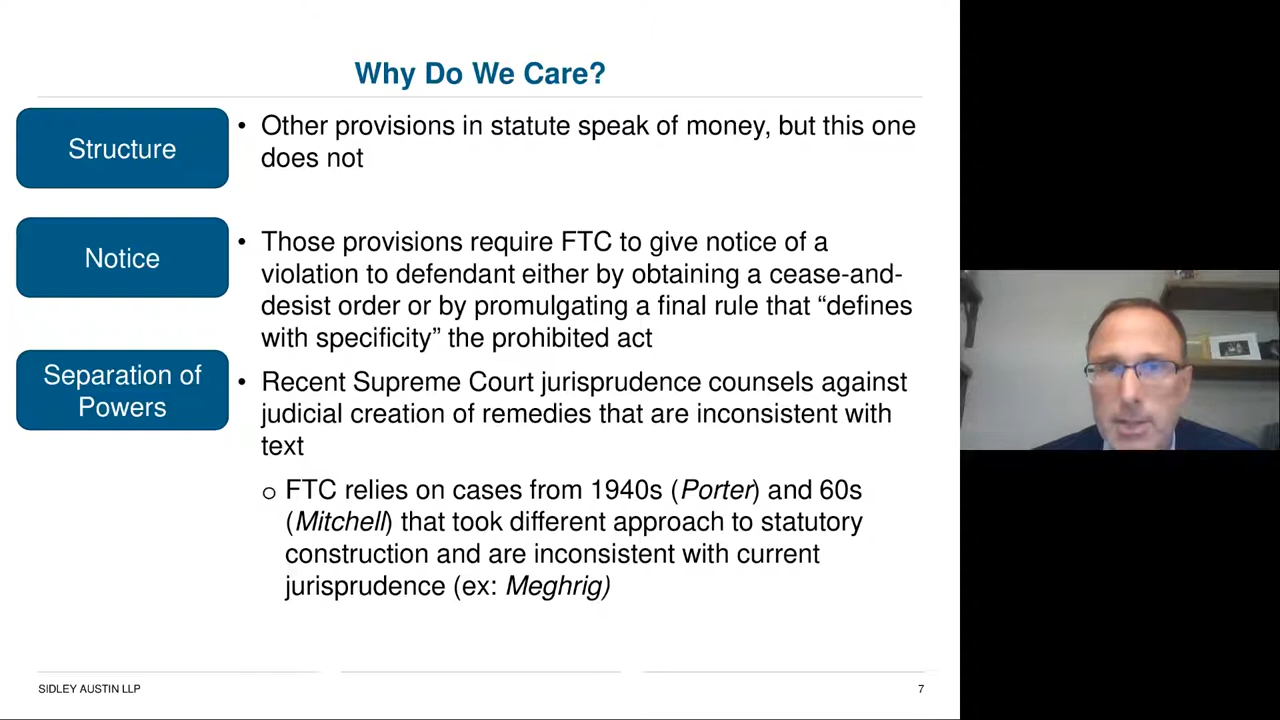 Why Do We Care?
Structure
• Other provisions in statute speak of money, but this one
does not
Notice
• Those provisions require FTC to give notice of a
violation to defendant either by obtaining a cease-and-
desist order or by promulgating a final rule that “defines
with specificity” the prohibited act
Separation of
Powers
• Recent Supreme Court jurisprudence counsels against
judicial creation of remedies that are inconsistent with
text
o FTC relies on cases from 1940s (Porter) and 60s
(Mitchell) that took different approach to statutory
construction and are inconsistent with current
jurisprudence (ex: Meghrig)
SIDLEY AUSTIN LLP
7